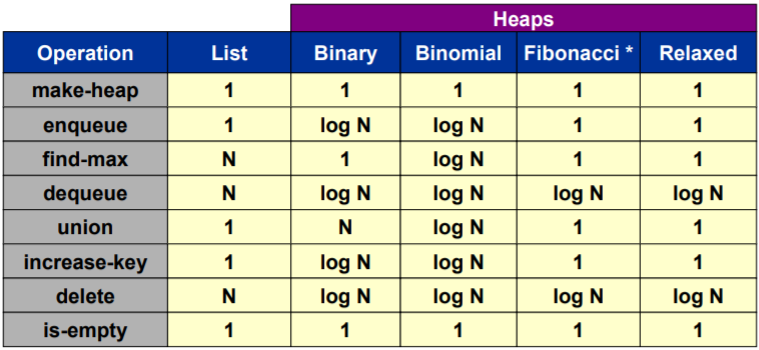 Heaps
Operation List Binary Binomial Fibonacci * Relaxed
make-heap 1 1 1 1 1
enqueue 1 log N log N 1 1
find-max N 1 log N 1 1
dequeue N log N log N log N log N
union 1 N log N 1 1
increase-key 1 log N log N 1 1
delete N log N log N log N log N
is-empty 1 1 1 1 1